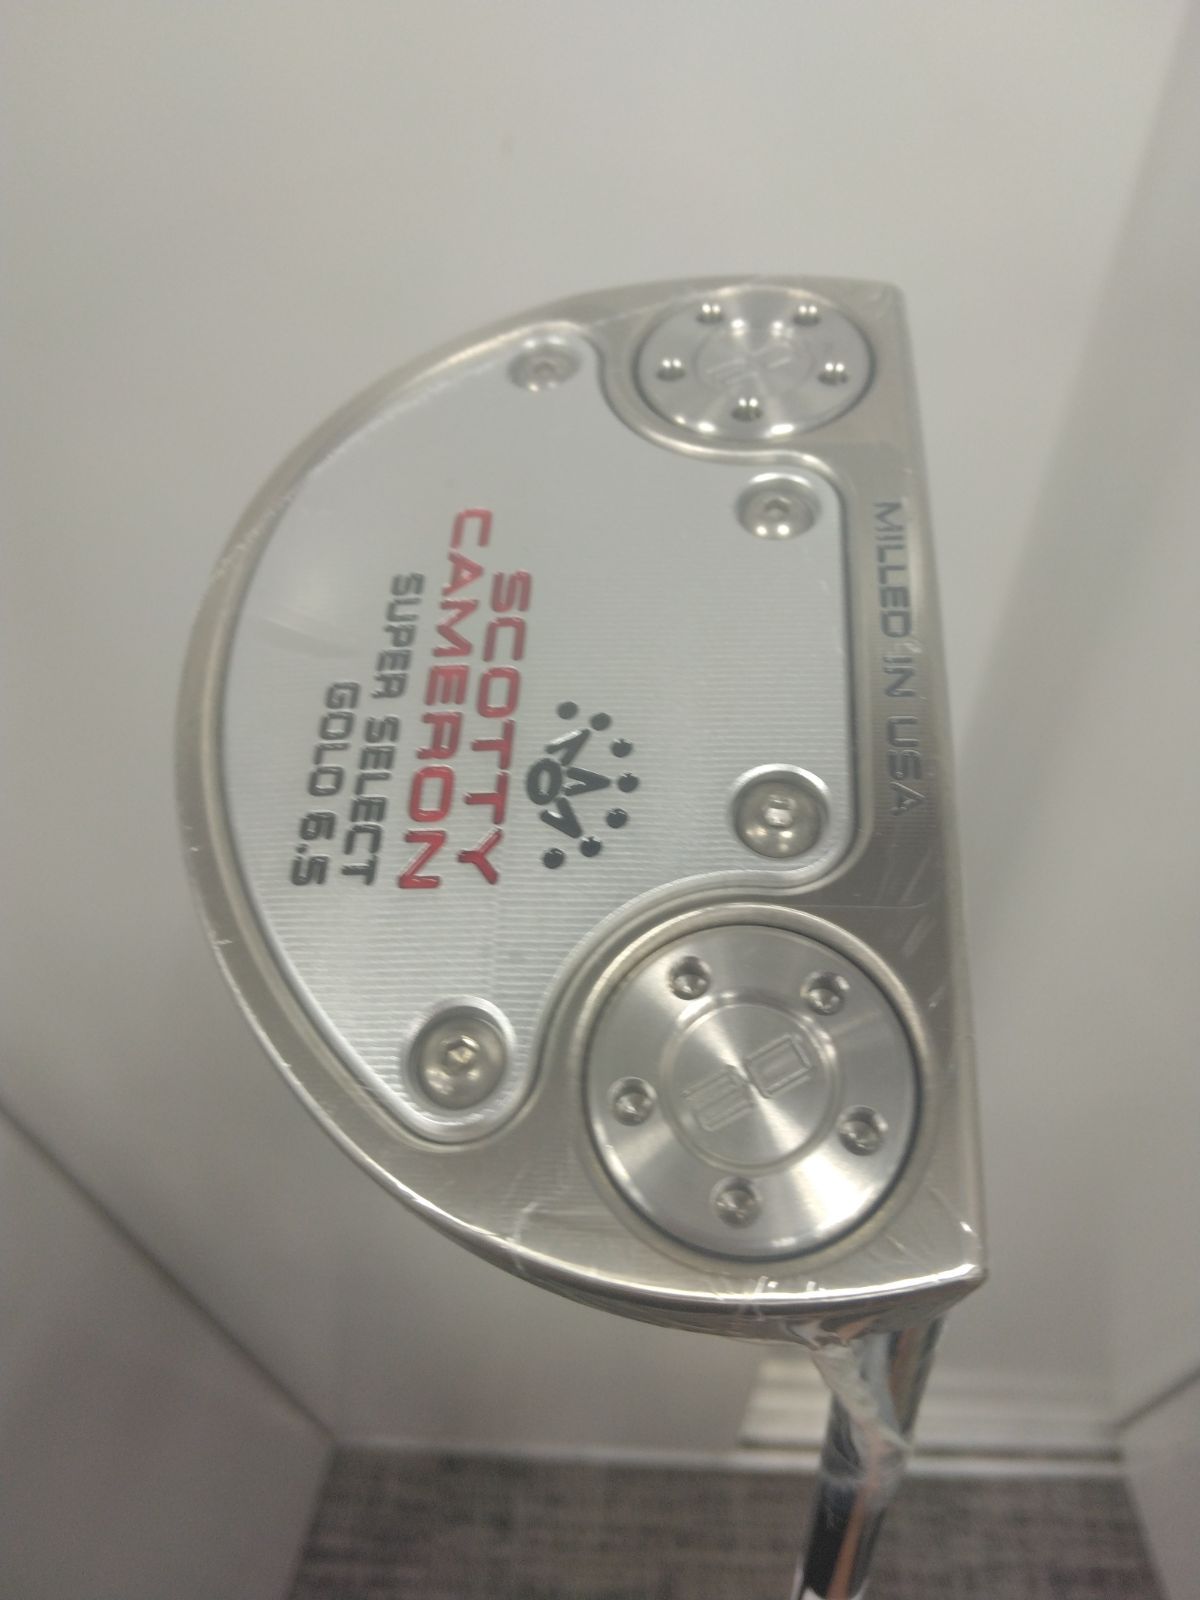 SCOTTY
CAMERON
SUPER SELECT
GOLO 6.5
MILLED IN USA